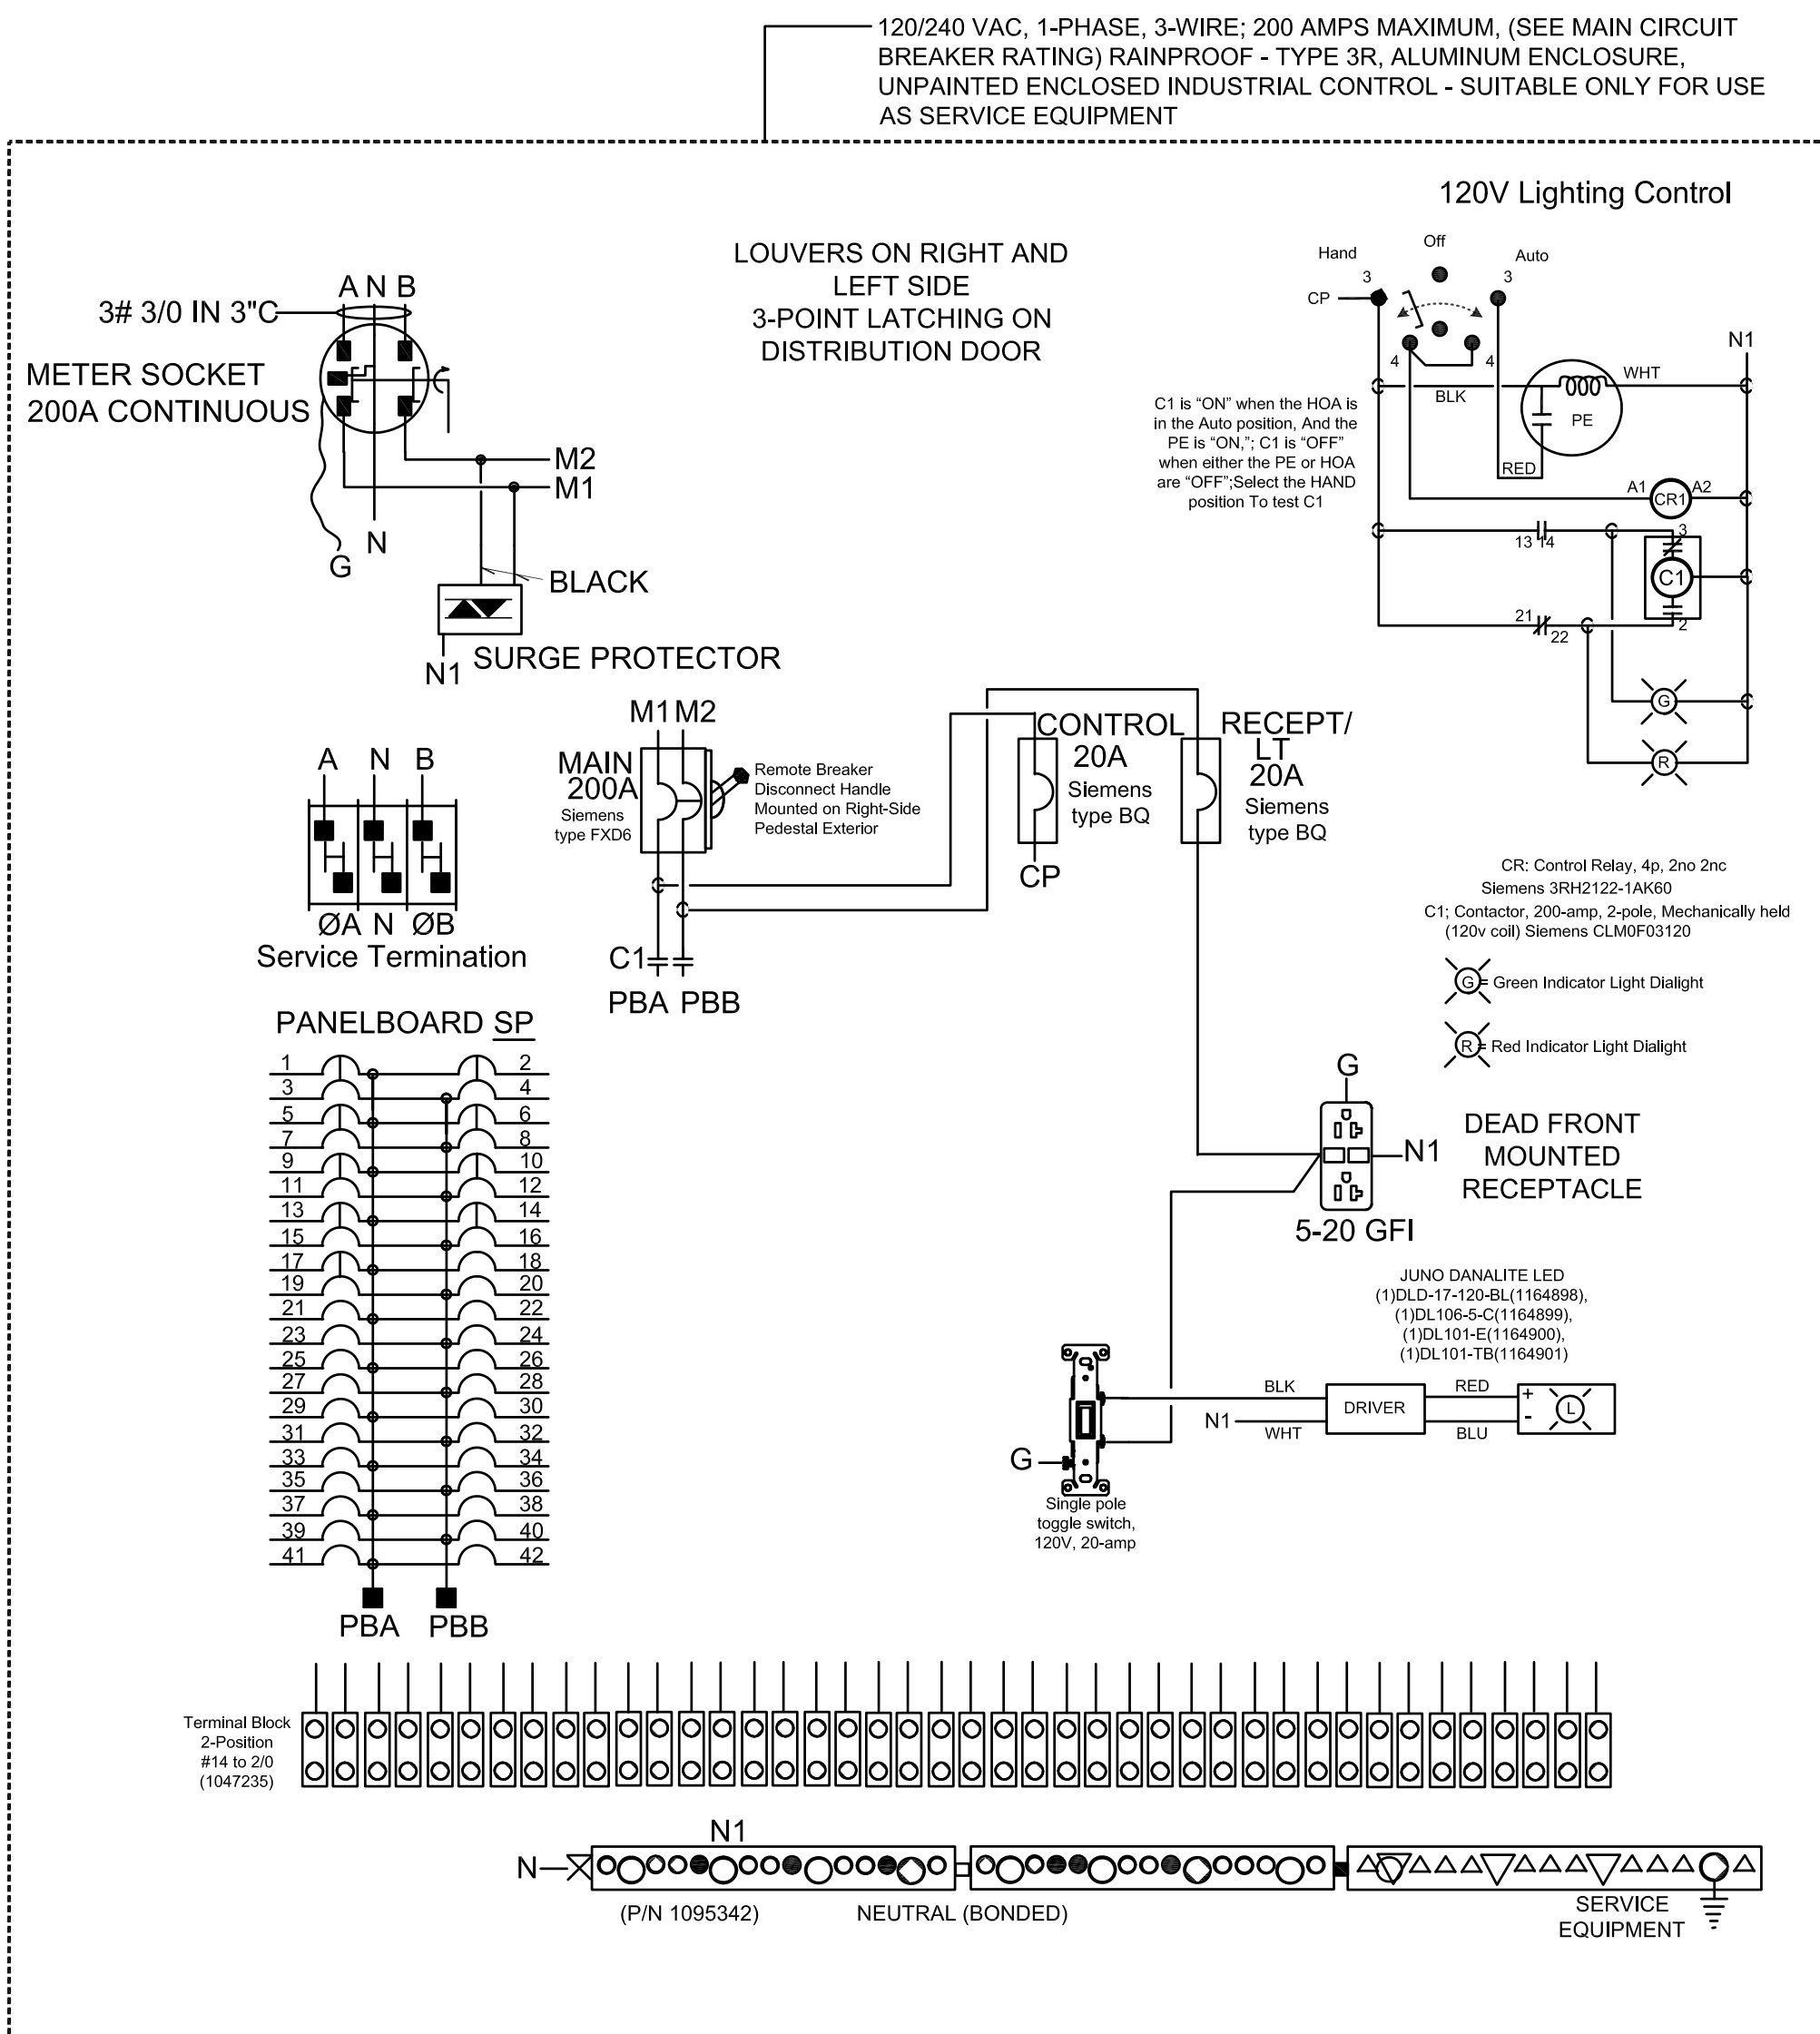 120/240 VAC, 1-PHASE, 3-WIRE; 200 AMPS MAXIMUM, (SEE MAIN CIRCUIT
BREAKER RATING) RAINPROOF - TYPE 3R, ALUMINUM ENCLOSURE,
UNPAINTED ENCLOSED INDUSTRIAL CONTROL - SUITABLE ONLY FOR USE
AS SERVICE EQUIPMENT
120V Lighting Control
LOUVERS ON RIGHT AND
LEFT SIDE
3-POINT LATCHING ON
DISTRIBUTION DOOR
A N B
3# 3/0 IN 3"C
METER SOCKET
200A CONTINUOUS
M2
M1
N
G
BLACK
SURGE PROTECTOR
N1
Hand
Off
Auto
3
3
CP
4
4
N1
BLK
WHT
PE
RED
C1 is “ON” when the HOA is
in the Auto position, And the
PE is “ON,”; C1 is “OFF”
when either the PE or HOA
are “OFF”;Select the HAND
position To test C1
A1
CR1
A2
13 14
3
C1
21
22
2
G
R
A N B
ØA N ØB
Service Termination
M1 M2
MAIN
200A
Siemens
type FXD6
Remote Breaker
Disconnect Handle
Mounted on Right-Side
Pedestal Exterior
C1
PBA PBB
CONTROL
20A
Siemens
type BQ
CP
RECEPT/
LT
20A
Siemens
type BQ
CR: Control Relay, 4p, 2no 2nc
Siemens 3RH2122-1AK60
C1; Contactor, 200-amp, 2-pole, Mechanically held
(120v coil) Siemens CLM0F03120
G = Green Indicator Light Dialight
R = Red Indicator Light Dialight
PANELBOARD SP
1 2
3 4
5 6
7 8
9 10
11 12
13 14
15 16
17 18
19 20
21 22
23 24
25 26
27 28
29 30
31 32
33 34
35 36
37 38
39 40
41 42
PBA PBB
G
N1
5-20 GFI
DEAD FRONT
MOUNTED
RECEPTACLE
JUNO DANALITE LED
(1)DLD-17-120-BL(1164898),
(1)DL106-5-C(1164899),
(1)DL101-E(1164900),
(1)DL101-TB(1164901)
BLK
N1
WHT
DRIVER
RED
BLU
+
-
L
G
Single pole
toggle switch,
120V, 20-amp
Terminal Block
2-Position
#14 to 2/0
(1047235)
N1
N
(P/N 1095342)
NEUTRAL (BONDED)
SERVICE
EQUIPMENT